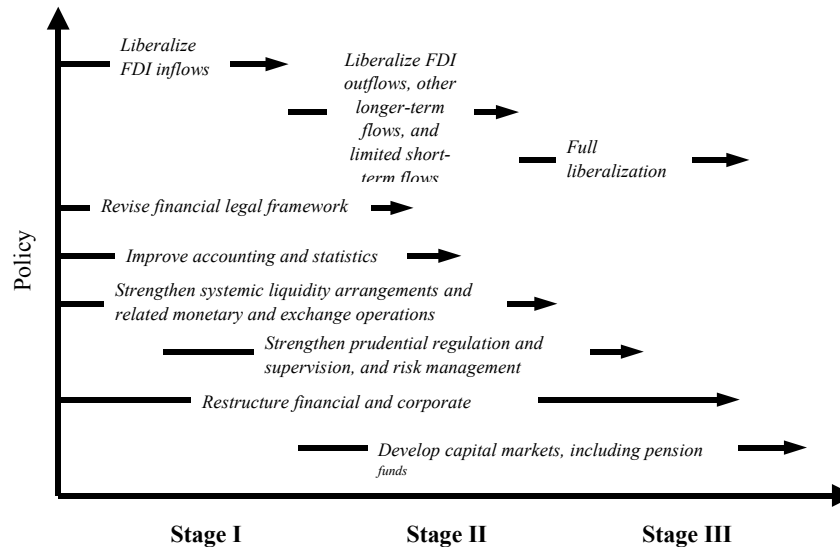 Liberalize
FDI inflows
Liberalize FDI
outflows, other
longer-term
flows, and
limited short-
term flows
Full
liberalization
Revise financial legal framework
Improve accounting and statistics
Strengthen systemic liquidity arrangements and
related monetary and exchange operations
Strengthen prudential regulation and
supervision, and risk management
Restructure financial and corporate
Develop capital markets, including pension
funds
Policy
Stage I
Stage II
Stage III